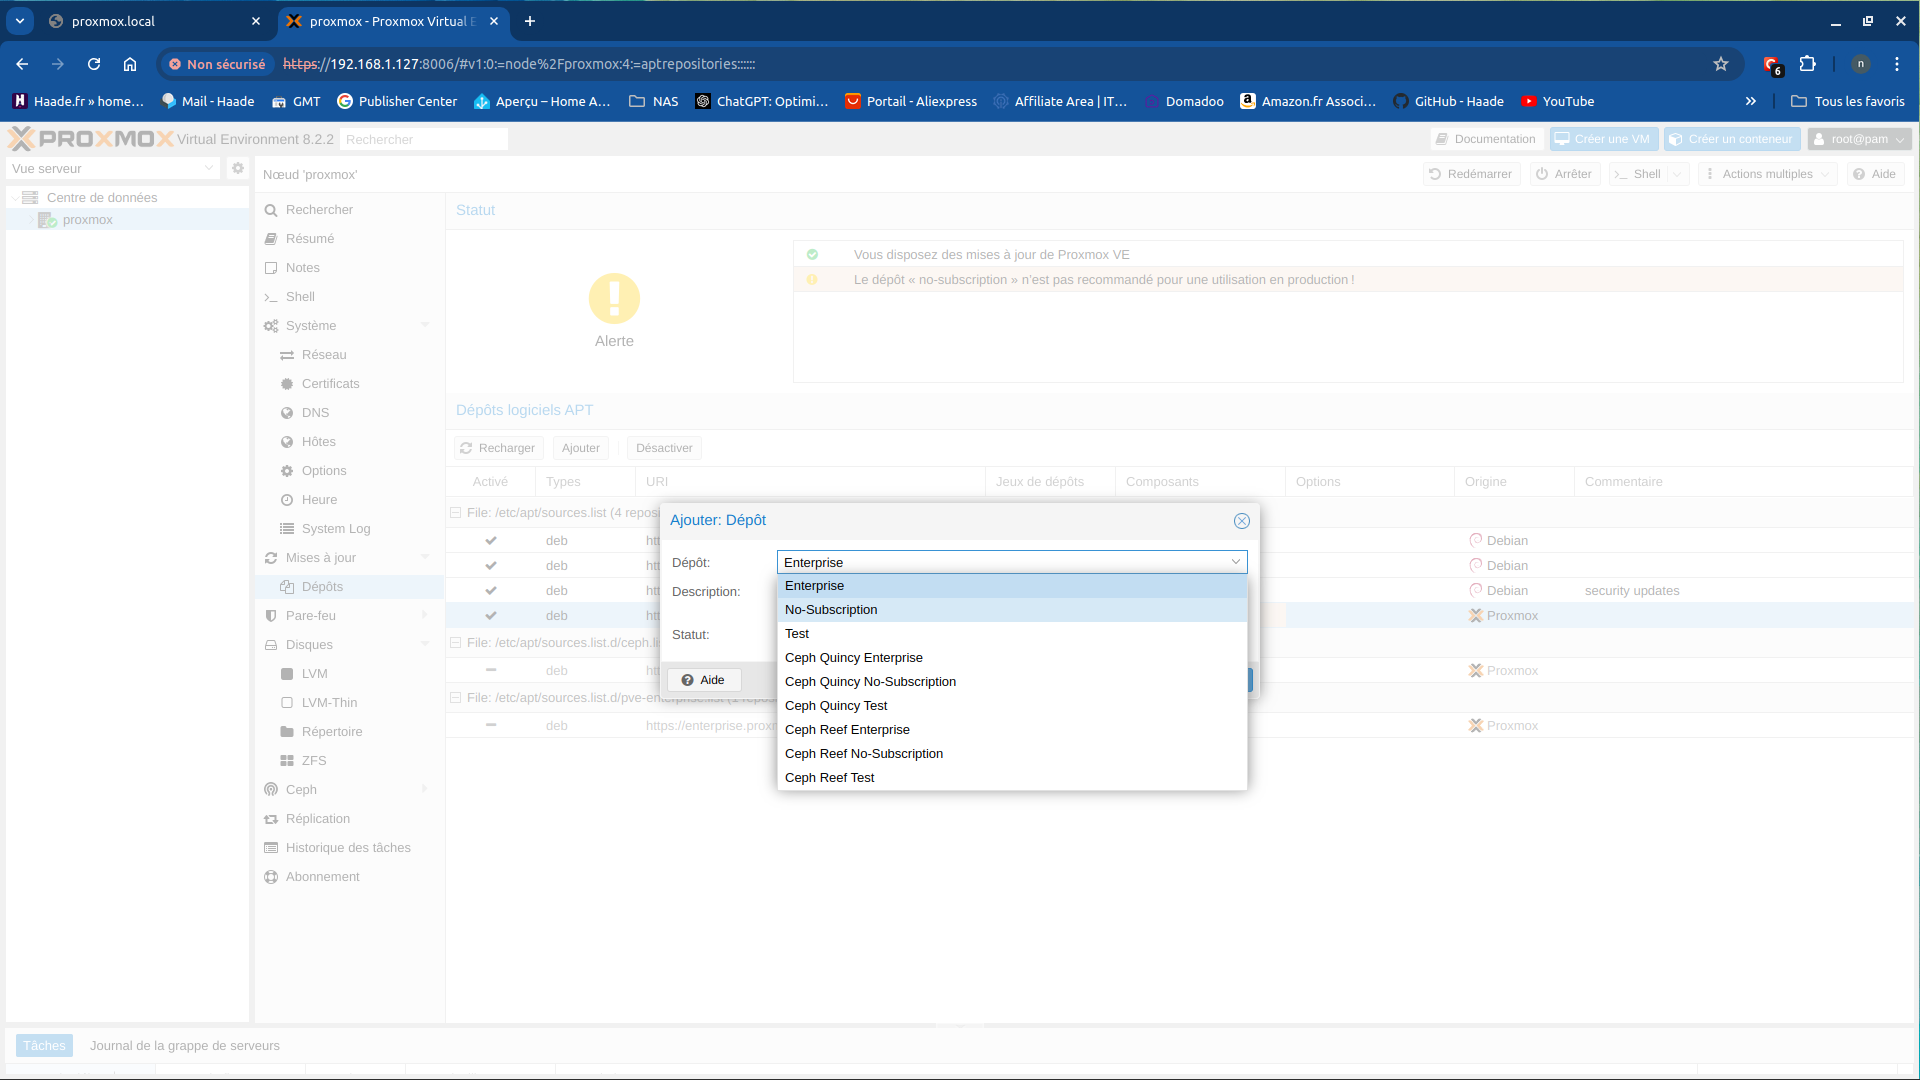 proxmox.local
proxmox - Proxmox Virtual E
Non sécurisé
https://192.168.1.127:8006/#v1:0:=node%2Fproxmox:4:=aptrepositories::::::
6
n
Haade.fr » home…
Mail - Haade
GMT
Publisher Center
Aperçu – Home A…
NAS
ChatGPT: Optimi…
Portail - Aliexpress
Affiliate Area | IT…
Domadoo
Amazon.fr Associ…
GitHub - Haade
YouTube
»
Tous les favoris
PROXMOX Virtual Environment 8.2.2
Rechercher
Documentation
Créer une VM
Créer un conteneur
root@pam
Vue serveur
Centre de données
proxmox
Nœud 'proxmox'
Redémarrer
Arrêter
Shell
Actions multiples
Aide
Rechercher
Résumé
Notes
Shell
Système
Réseau
Certificats
DNS
Hôtes
Options
Heure
System Log
Mises à jour
Dépôts
Pare-feu
Disques
LVM
LVM-Thin
Répertoire
ZFS
Ceph
Réplication
Historique des tâches
Abonnement
Statut
Alerte
Vous disposez des mises à jour de Proxmox VE
Le dépôt « no-subscription » n'est pas recommandé pour une utilisation en production !
Dépôts logiciels APT
Recharger
Ajouter
Désactiver
Activé
Types
URI
Jeux de dépôts
Composants
Options
Origine
Commentaire
File: /etc/apt/sources.list (4 reposi
deb
htt
Debian
deb
htt
Debian
deb
htt
Debian
security updates
deb
htt
Proxmox
File: /etc/apt/sources.list.d/ceph.lis
deb
htt
Proxmox
File: /etc/apt/sources.list.d/pve-enterprise.list (1 reposi
deb
https://enterprise.proxm
Proxmox
Ajouter: Dépôt
Dépôt:
Enterprise
Description:
Statut:
Aide
Enterprise
No-Subscription
Test
Ceph Quincy Enterprise
Ceph Quincy No-Subscription
Ceph Quincy Test
Ceph Reef Enterprise
Ceph Reef No-Subscription
Ceph Reef Test
Tâches
Journal de la grappe de serveurs